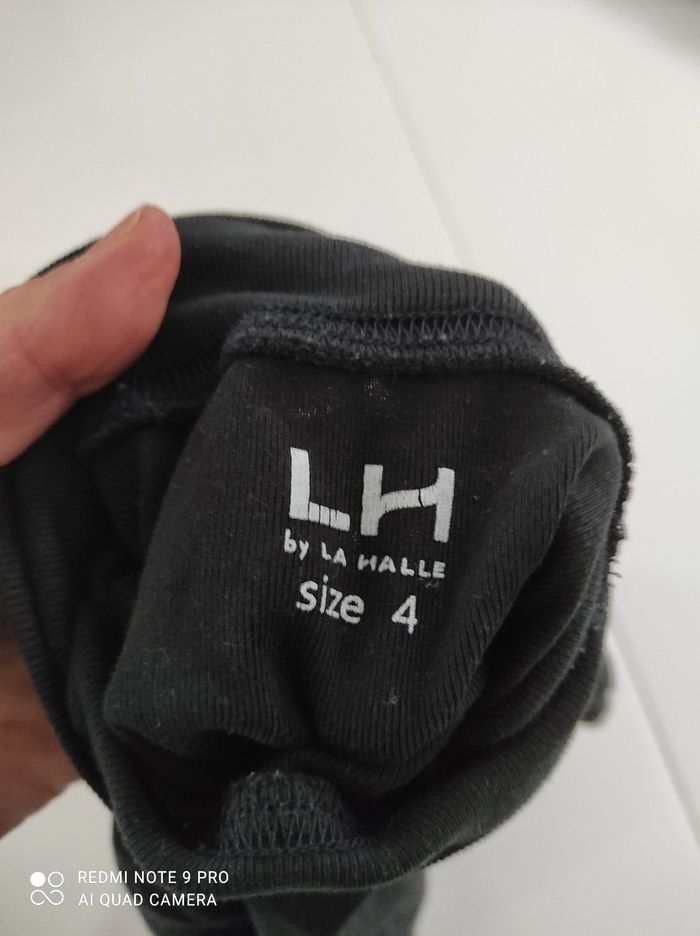 LH
by LA HALLE
size 4
REDMI NOTE 9 PRO
AI QUAD CAMERA